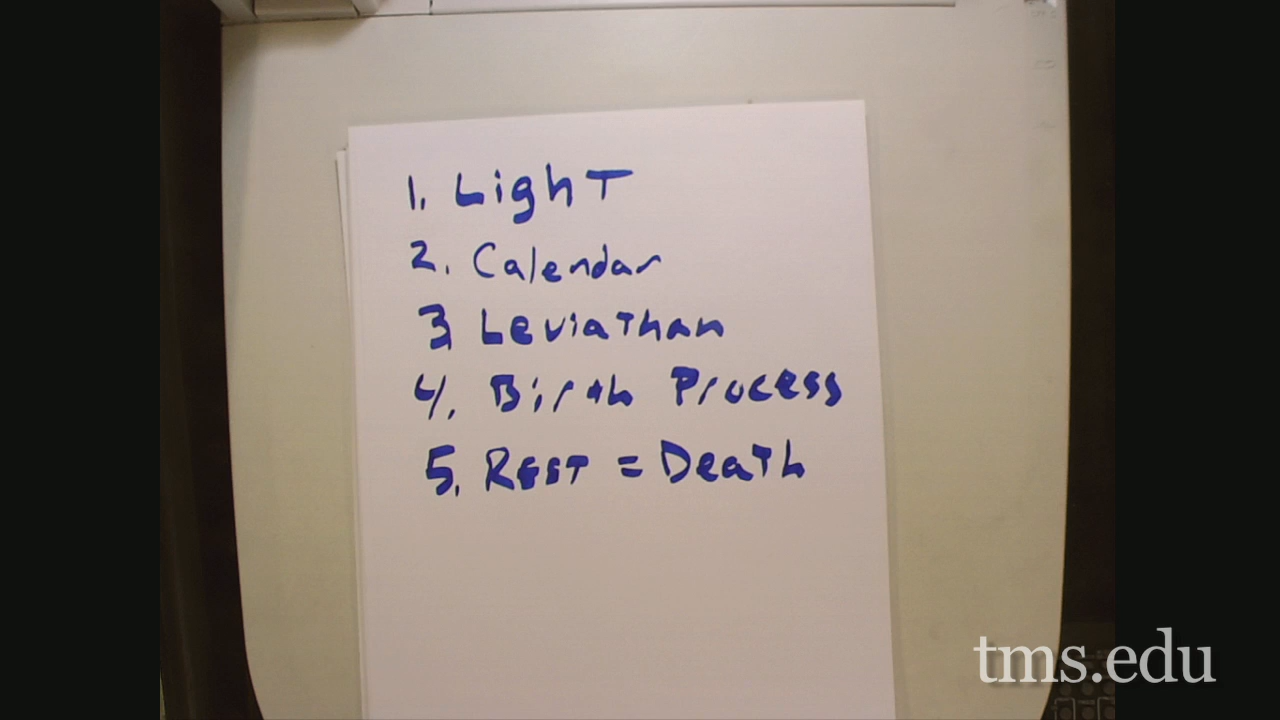 1. Light
2. Calendar
3 Leviathan
4. Birth Process
5. Rest = Death
tms.edu